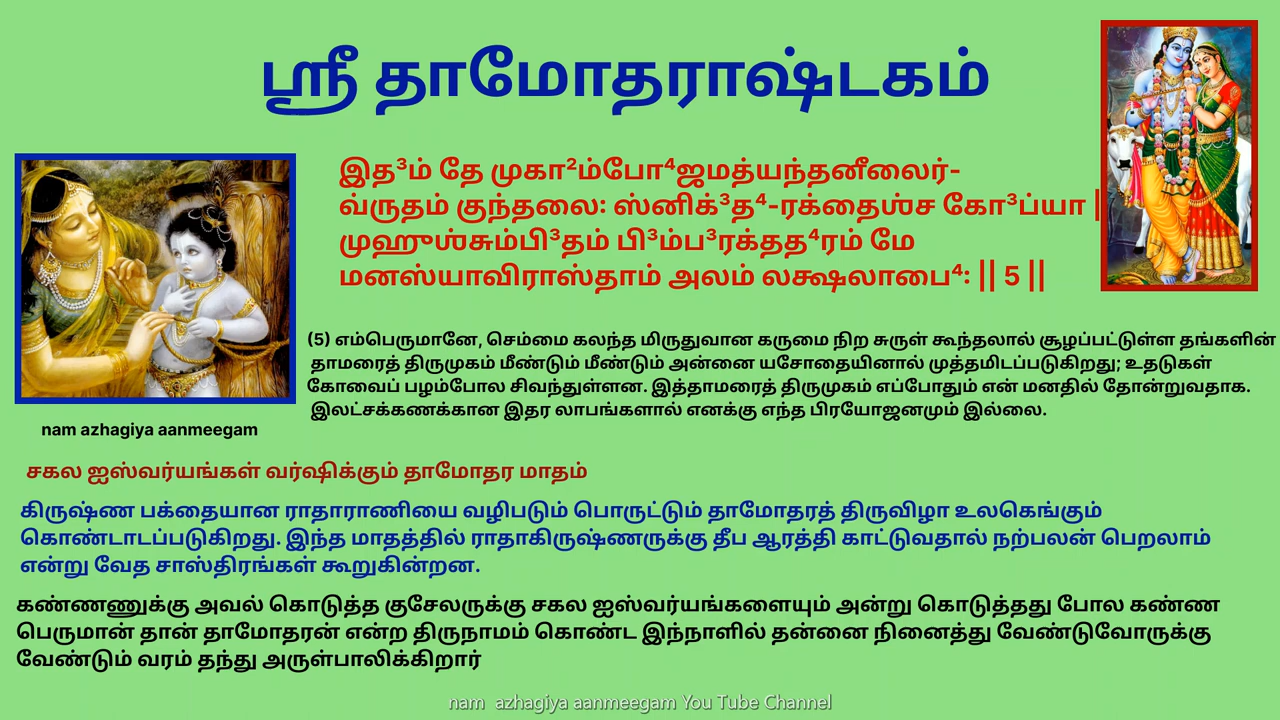 ஸ்ரீ தாமோதராஷ்டகம்
இத³ம் தே முகா²ம்போ⁴ஜமத்யந்தனீலைர்-
வ்ருதம் குந்தலை: ஸ்னிக்³த⁴-ரக்தைஶ்ச கோ³ப்யா |
முஹுஶ்சும்பி³தம் பி³ம்ப³ரக்தத⁴ரம் மே
மனஸ்யாவிராஸ்தாம் அலம் லக்ஷலாபை⁴: || 5 ||
(5) எம்பெருமானே, செம்மை கலந்த மிருதுவான கருமை நிற சுருள் கூந்தலால் சூழப்பட்டுள்ள தங்களின்
தாமரைத் திருமுகம் மீண்டும் மீண்டும் அன்னை யசோதையினால் முத்தமிடப்படுகிறது; உதடுகள்
கோவைப் பழம்போல சிவந்துள்ளன. இத்தாமரைத் திருமுகம் எப்போதும் என் மனதில் தோன்றுவதாக.
இலட்சக்கணக்கான இதர லாபங்களால் எனக்கு எந்த பிரயோஜனமும் இல்லை.
nam azhagiya aanmeegam
சகல ஐஸ்வர்யங்கள் வர்ஷிக்கும் தாமோதர மாதம்
கிருஷ்ண பக்தையான ராதாராணியை வழிபடும் பொருட்டும் தாமோதரத் திருவிழா உலகெங்கும்
கொண்டாடப்படுகிறது. இந்த மாதத்தில் ராதாகிருஷ்ணருக்கு தீப ஆரத்தி காட்டுவதால் நற்பலன் பெறலாம்
என்று வேத சாஸ்திரங்கள் கூறுகின்றன.
கண்ணணுக்கு அவல் கொடுத்த குசேலருக்கு சகல ஐஸ்வர்யங்களையும் அன்று கொடுத்தது போல கண்ண
பெருமான் தான் தாமோதரன் என்ற திருநாமம் கொண்ட இந்நாளில் தன்னை நினைத்து வேண்டுவோருக்கு
வேண்டும் வரம் தந்து அருள்பாலிக்கிறார்
nam azhagiya aanmeegam You Tube Channel